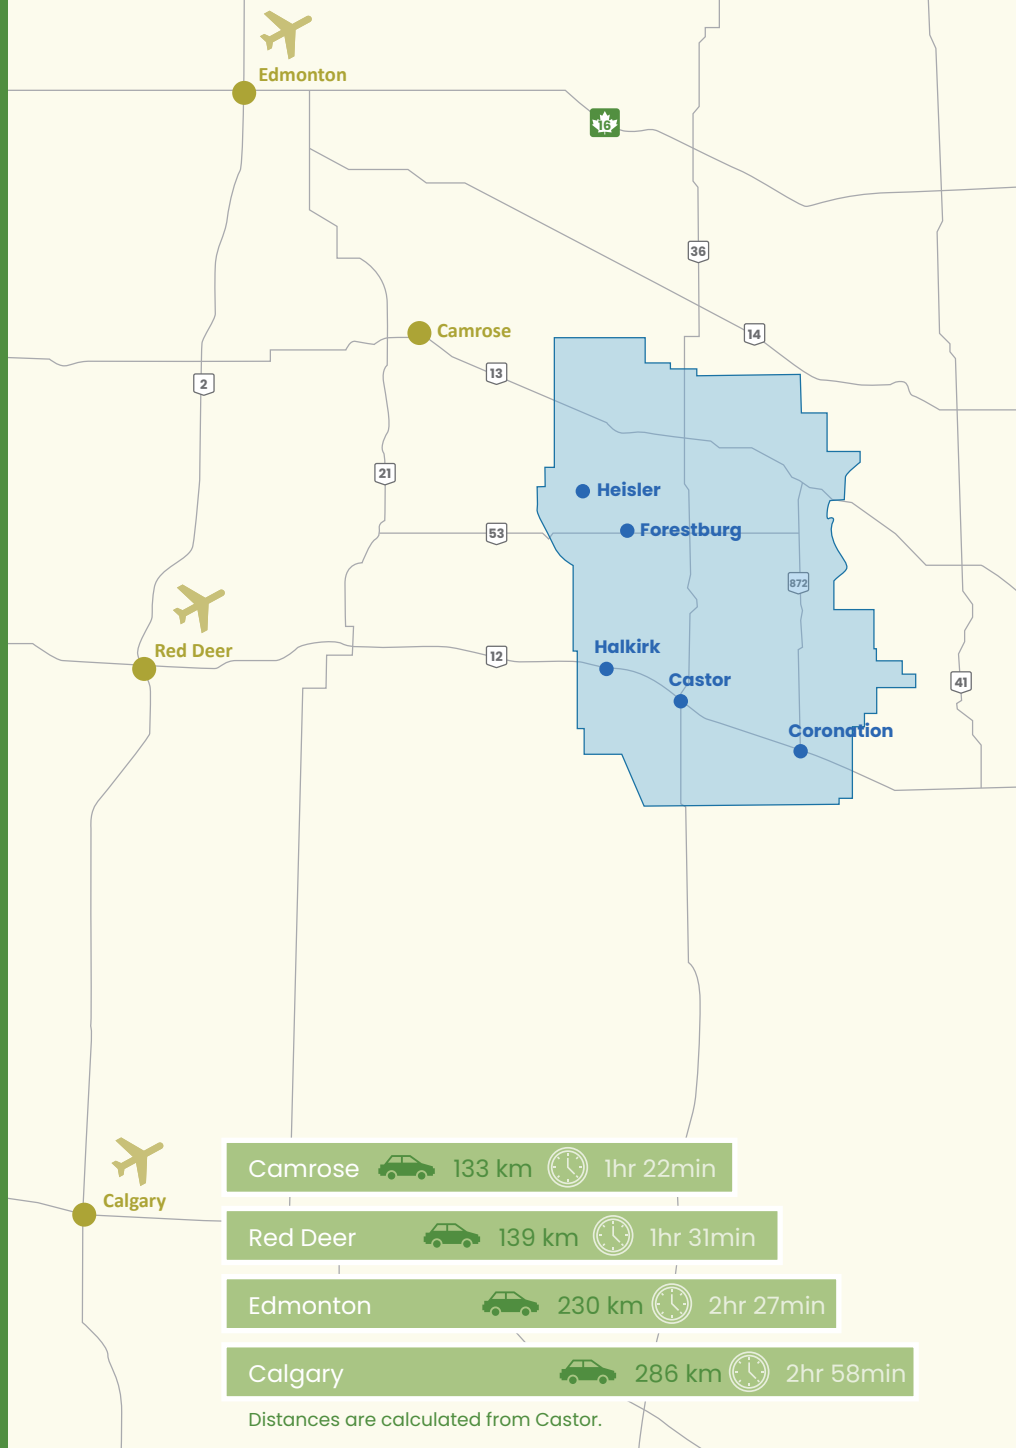 Edmonton
16
36
14
Camrose
13
2
21
Heisler
53
Forestburg
872
Red Deer
12
Halkirk
Castor
41
Coronation
Calgary
Camrose 133 km 1hr 22min
Red Deer 139 km 1hr 31min
Edmonton 230 km 2hr 27min
Calgary 286 km 2hr 58min
Distances are calculated from Castor.